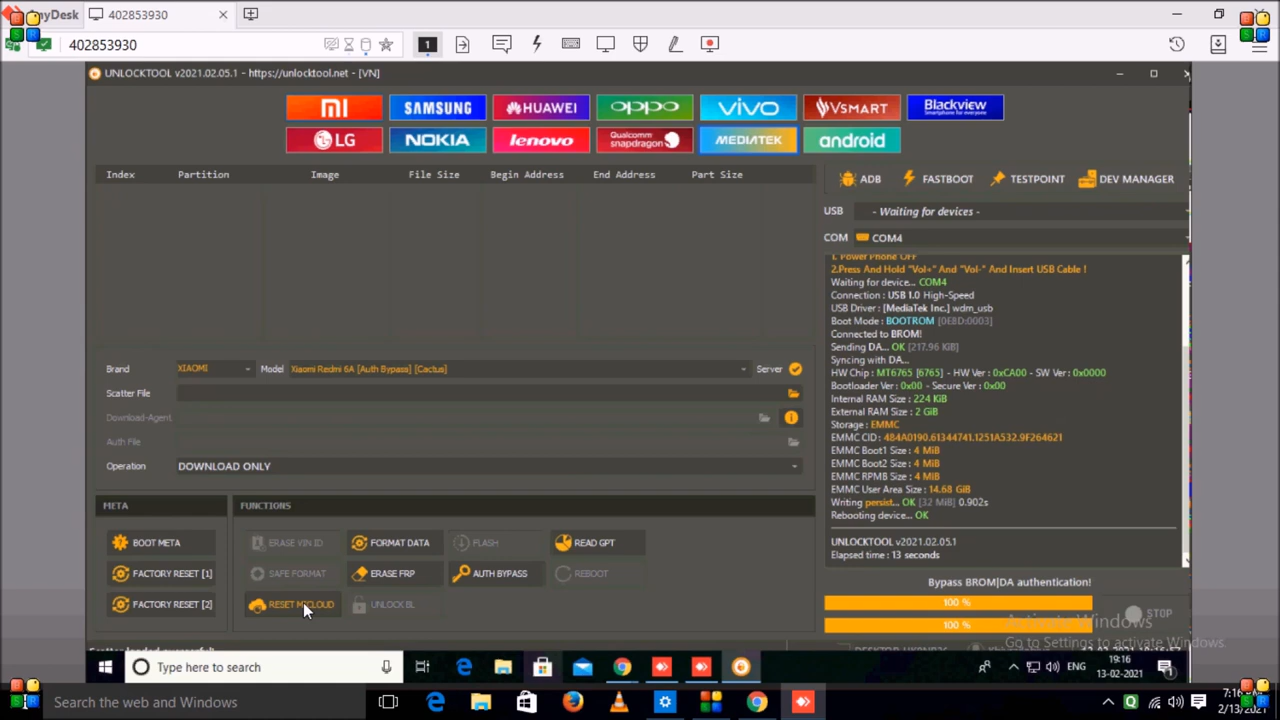 AnyDesk
402853930
402853930
1
UNLOCKTOOL v2021.02.05.1 - https://unlocktool.net - [VN]
MI SAMSUNG HUAWEI OPPO vivo VSMART Blackview
Smartphone for everyone
LG NOKIA lenovo Qualcomm snapdragon MEDIATEK android
Index Partition Image File Size Begin Address End Address Part Size
ADB FASTBOOT TESTPOINT DEV MANAGER
USB - Waiting for devices -
COM COM4
1. Power Phone OFF
2.Press And Hold "Vol+" And "Vol-" And Insert USB Cable !
Waiting for device... COM4
Connection : USB 1.0 High-Speed
USB Driver : [MediaTek Inc.] wdm_usb
Boot Mode : BOOTROM [0E8D:0003]
Connected to BROM!
Sending DA... OK [217.96 KiB]
Syncing with DA...
HW Chip : MT6765 [6765] - HW Ver : 0xCA00 - SW Ver : 0x0000
Bootloader Ver : 0x00 - Secure Ver : 0x00
Internal RAM Size : 224 KiB
External RAM Size : 2 GiB
Storage : EMMC
EMMC CID: 484A0190.61344741.1251A532.9F264621
EMMC Boot1 Size : 4 MiB
EMMC Boot2 Size : 4 MiB
EMMC RPMB Size : 4 MiB
EMMC User Area Size : 14.68 GiB
Writing persist... OK [32 MiB] 0.902s
Rebooting device... OK
UNLOCKTOOL v2021.02.05.1
Elapsed time : 13 seconds
Brand XIAOMI Model Xiaomi Redmi 6A [Auth Bypass] [Cactus] Server
Scatter File
Download-Agent
Auth File
Operation DOWNLOAD ONLY
META FUNCTIONS
BOOT META ERASE VIN ID FORMAT DATA FLASH READ GPT
FACTORY RESET [1] SAFE FORMAT ERASE FRP AUTH BYPASS REBOOT
FACTORY RESET [2] RESET MICLOUD UNLOCK BL
Bypass BROM|DA authentication!
100 %
100 %
STOP
Activate Windows
Go to Settings to activate Windows.
Type here to search
ENG
19:16
13-02-2021
Search the web and Windows
2/13/2021